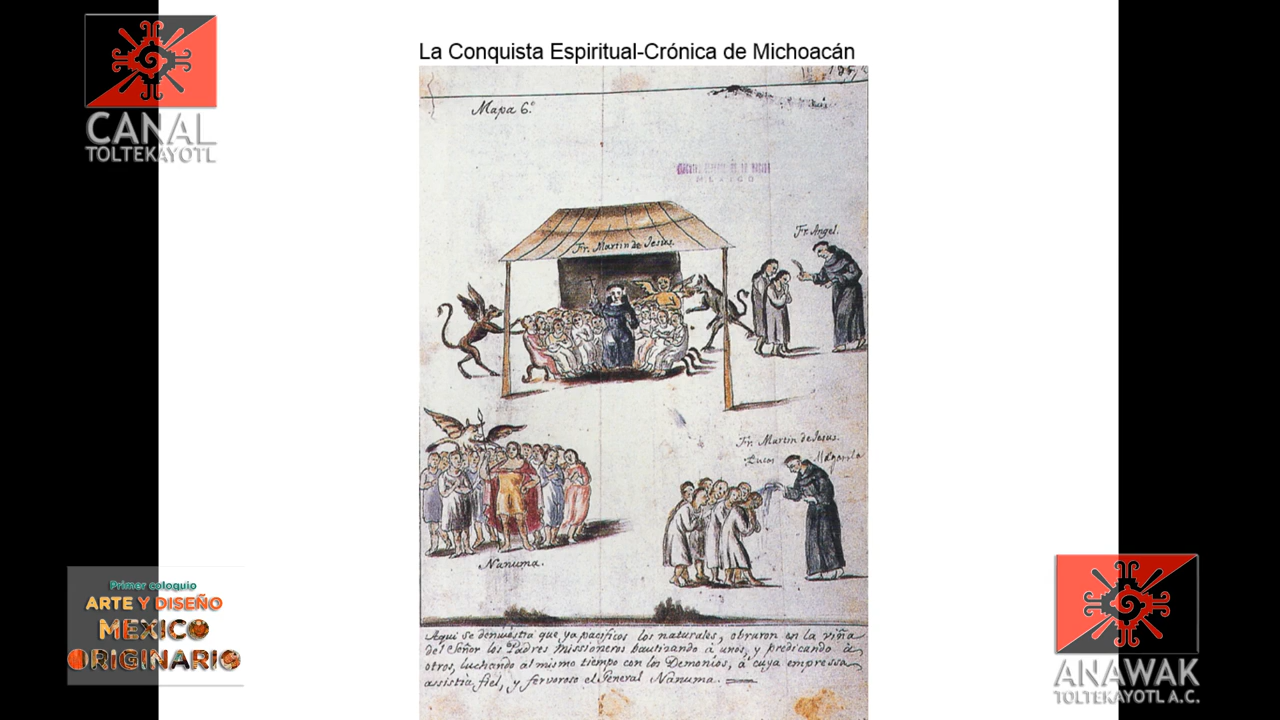 CANAL
TOLTEKAYOTL
La Conquista Espiritual-Crónica de Michoacán
Mapa 6.º
Fr. Martin de Jesus.
Fr. Angel.
Fr. Martin de Jesus.
Nanuma.
Aqui se demuestra que ya pacificos los naturales, obraron en la viña
del Señor los Padres Missioneros bautizando à unos, y predicando à
otros, luchando al mismo tiempo con los Demonios, à cuya empressa
assistia fiel, y fervoroso el General Nanuma.
Primer coloquio
ARTE Y DISEÑO
MEXICO
ORIGINARIO
ANAWAK
TOLTEKAYOTL A.C.